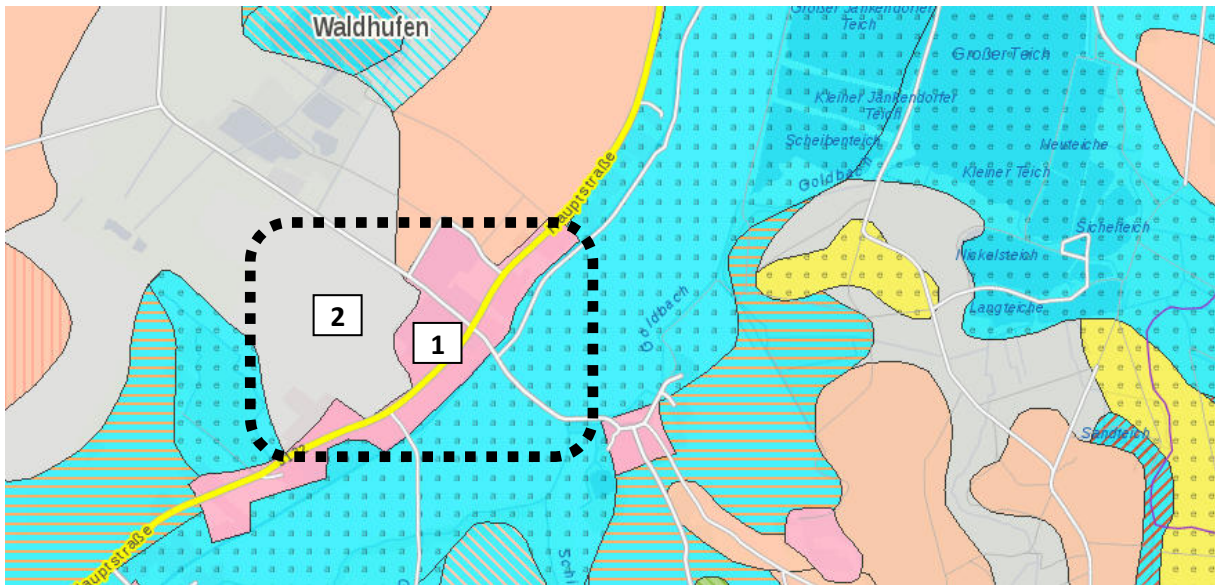 Waldhufen
Großer Jänkendorfer
Teich
Großer Teich
Kleiner Jänkendorfer
Teich
Scheibenteich
Neuteiche
Goldbach
Kleiner Teich
Hauptstraße
Sichelteich
Nickelsteich
Langteiche
Goldbach
2
1
Sandteich
Hauptstraße